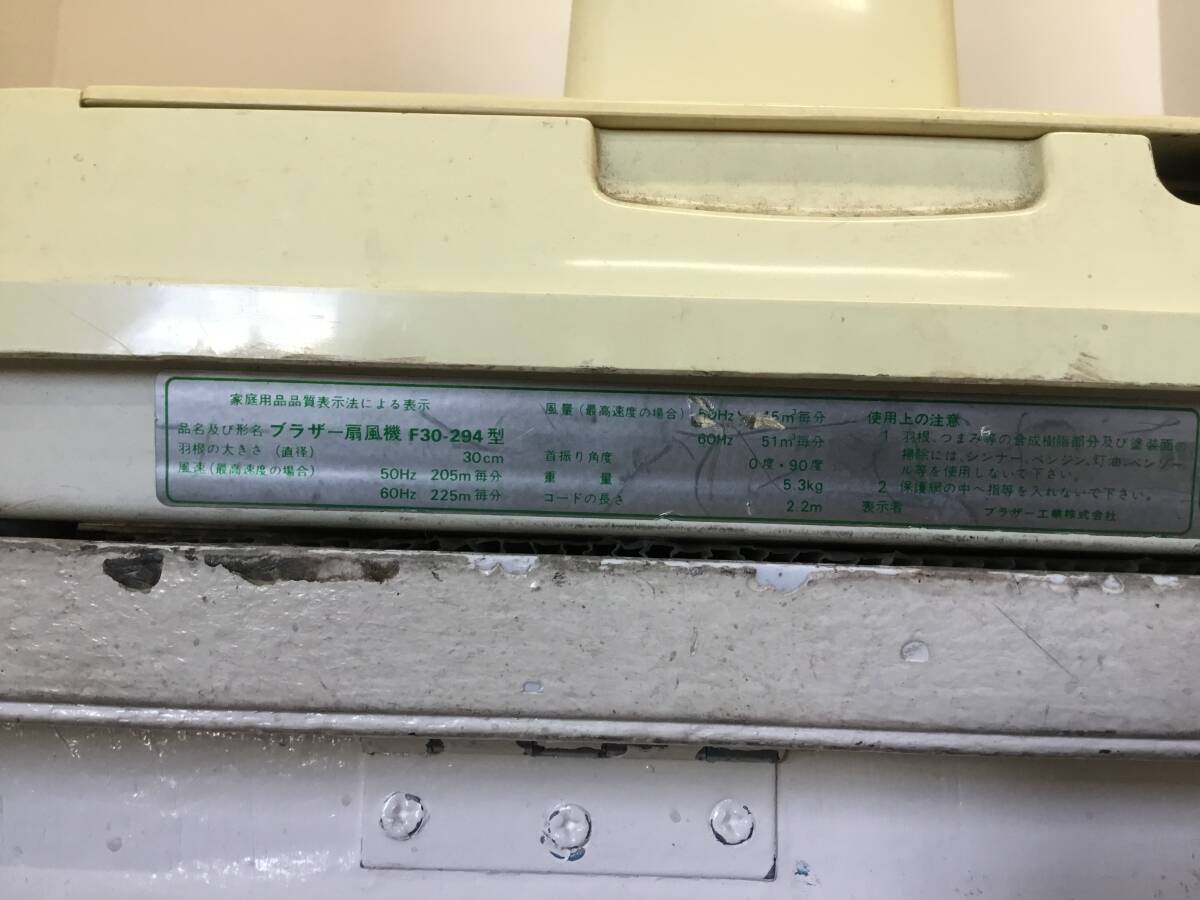 家庭用品品質表示法による表示
品名及び形名 ブラザー扇風機 F30-294型
羽根の大きさ (直径) 30cm
風速(最高速度の場合) 50Hz 205m毎分
60Hz 225m毎分
風量(最高速度の場合) 50Hz 45m³毎分
60Hz 51m³毎分
首振り角度 0度・90度
重量 5.3kg
コードの長さ 2.2m
使用上の注意
1 羽根、つまみ等の合成樹脂部分及び塗装面の
掃除には、シンナー、ベンジン、灯油、ベンゾー
ル等を使用しないで下さい。
2 保護網の中へ指等を入れないで下さい。
表示者 ブラザー工業株式会社